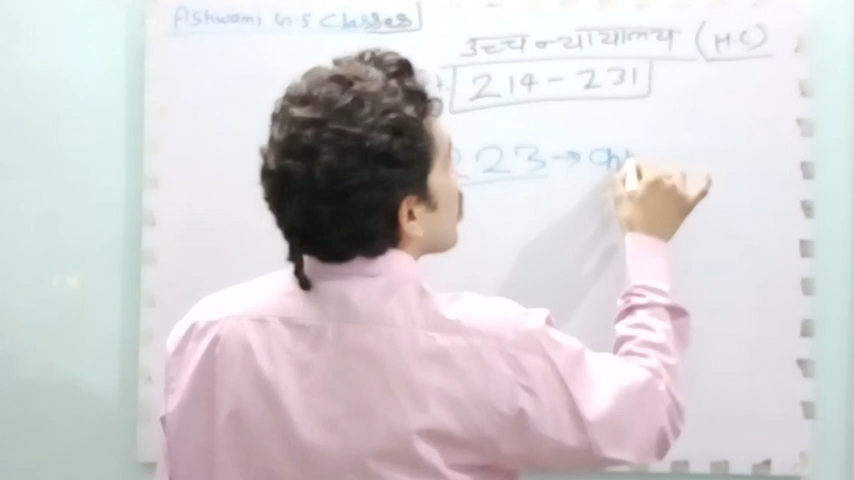 Ashwani G.S Classes
उच्च न्यायालय (HC)
214 - 231
223 →